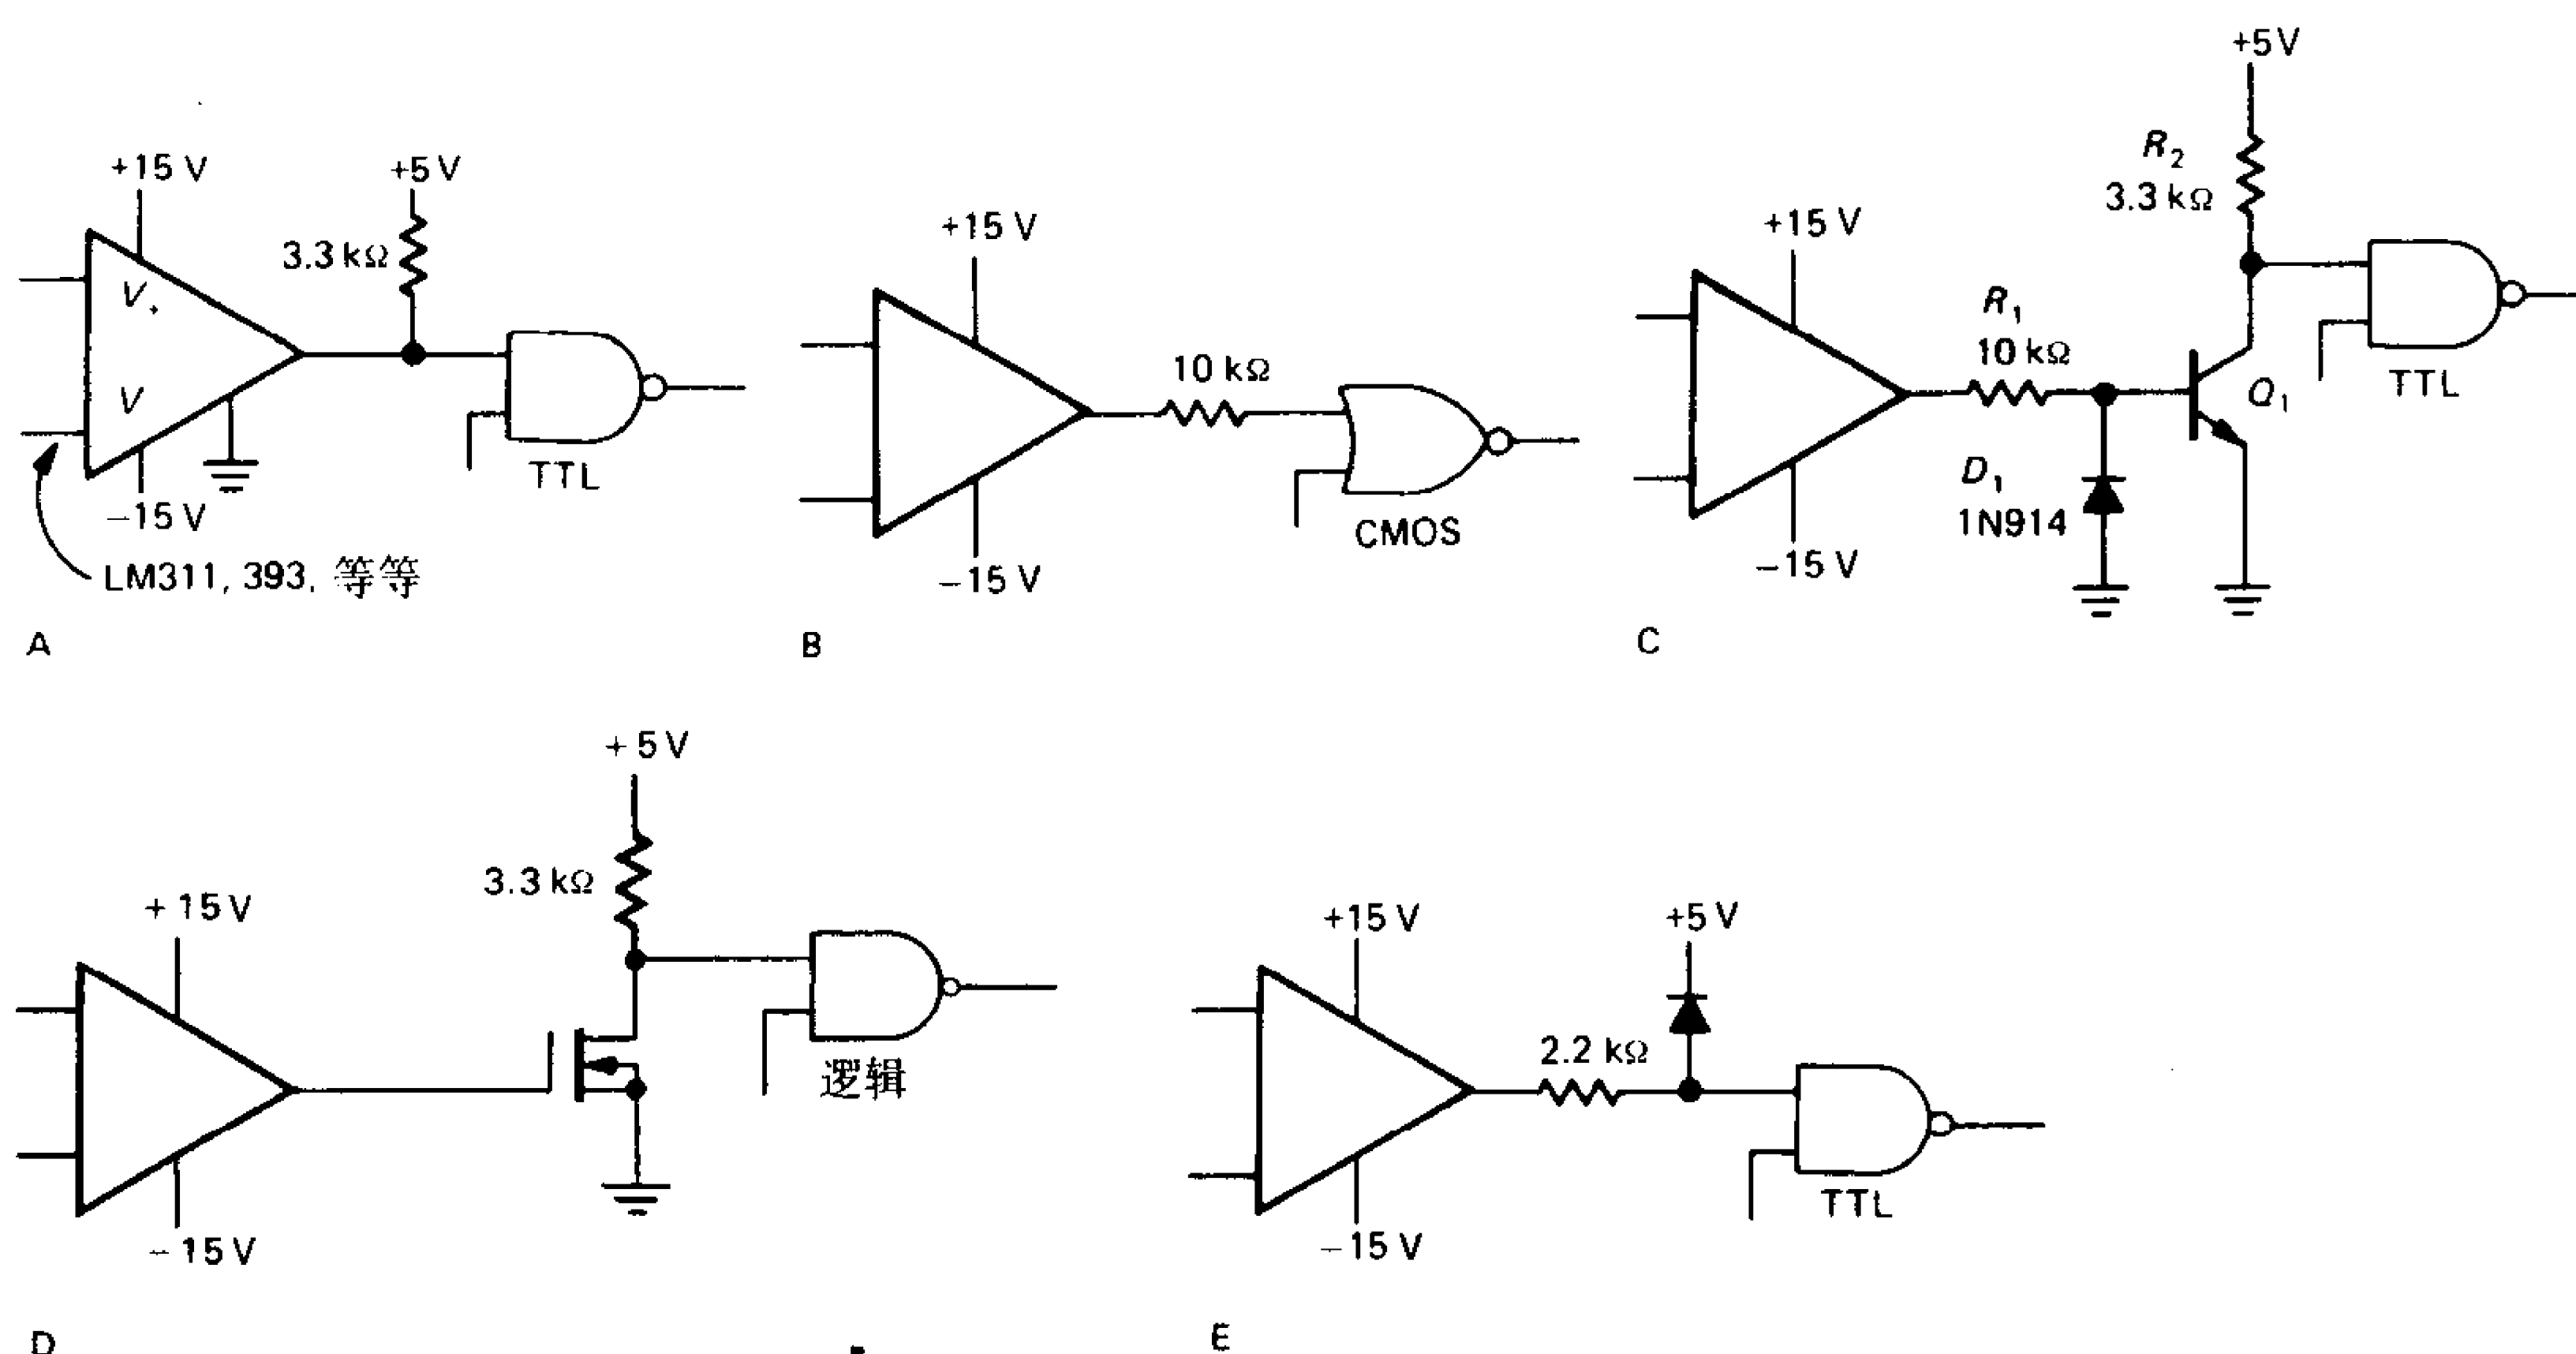 +15 V
+5 V
3.3 kΩ
V+
V
−15 V
TTL
LM311, 393, 等等
A
+15 V
10 kΩ
−15 V
CMOS
B
+5 V
R2
3.3 kΩ
+15 V
R1
10 kΩ
Q1
TTL
D1
1N914
−15 V
C
+5 V
3.3 kΩ
+15 V
逻辑
−15 V
D
+15 V
+5 V
2.2 kΩ
TTL
−15 V
E